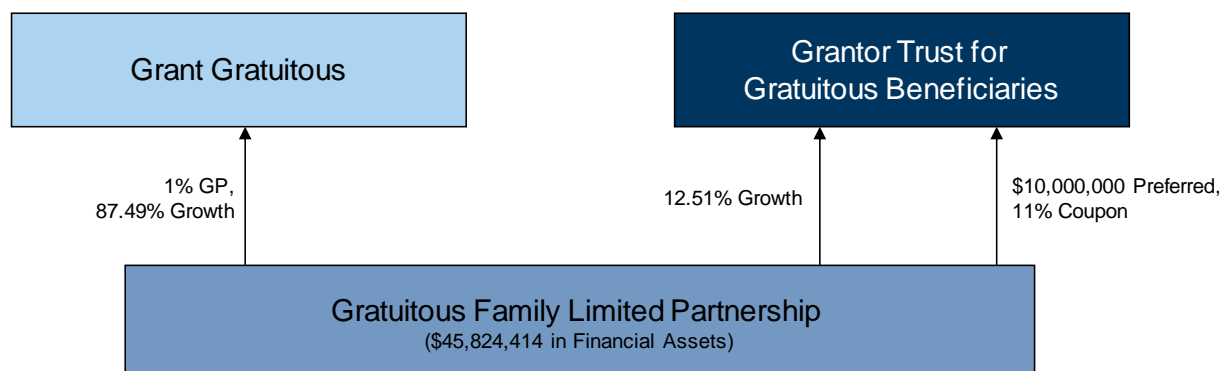 Grant Gratuitous
Grantor Trust for
Gratuitous Beneficiaries
1% GP,
87.49% Growth
12.51% Growth
$10,000,000 Preferred,
11% Coupon
Gratuitous Family Limited Partnership
($45,824,414 in Financial Assets)